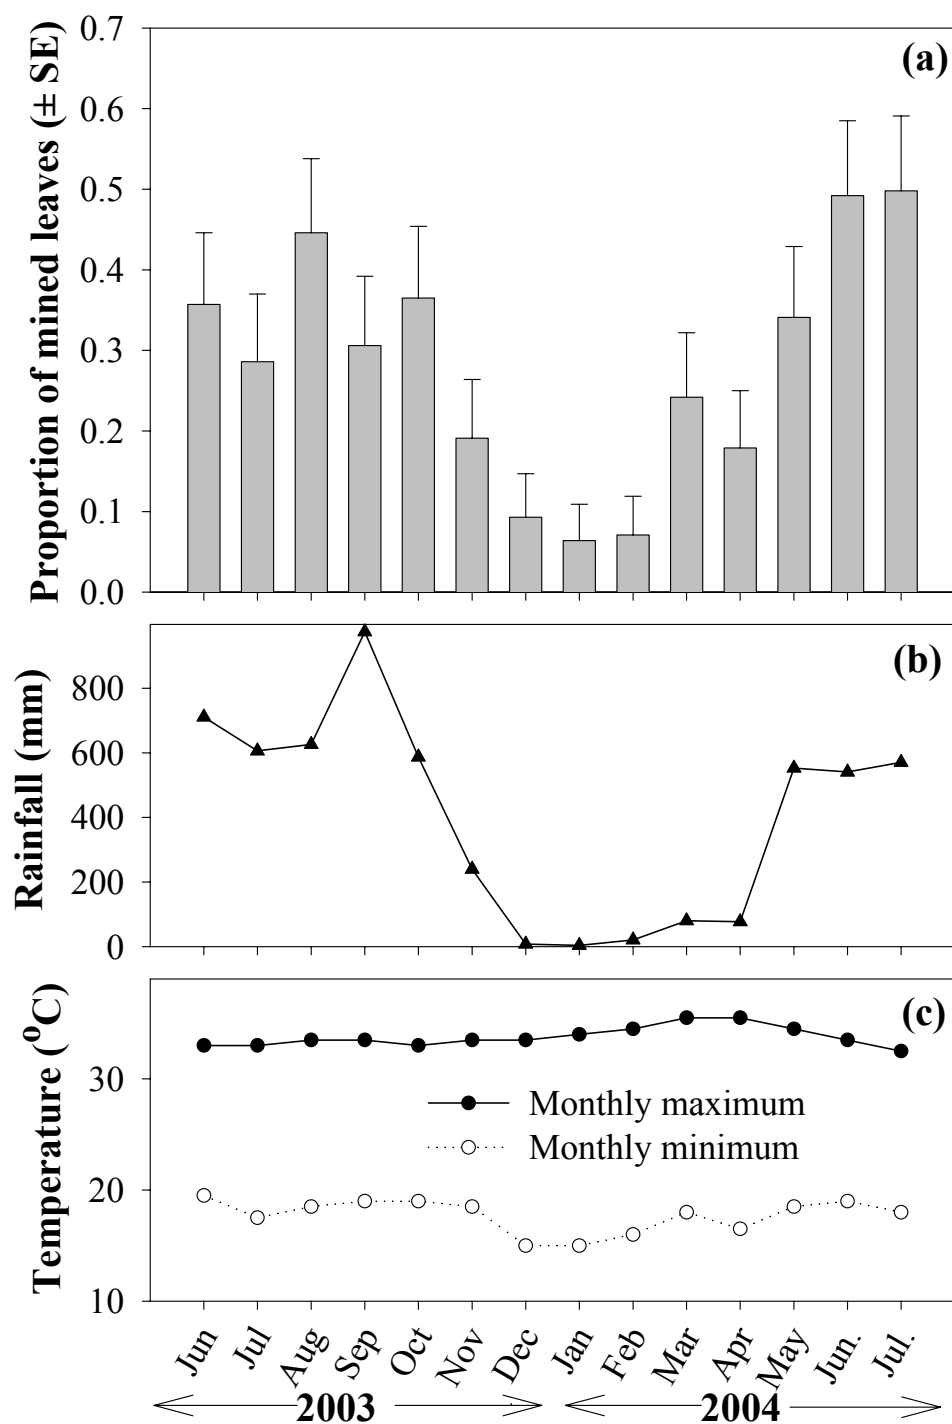 (a)
Proportion of mined leaves (± SE)
0.7
0.6
0.5
0.4
0.3
0.2
0.1
0.0
(b)
Rainfall (mm)
800
600
400
200
0
(c)
Temperature (⁰C)
30
20
10
Monthly maximum
Monthly minimum
Jun Jul Aug Sep Oct Nov Dec Jan Feb Mar Apr May Jun. Jul.
2003 2004